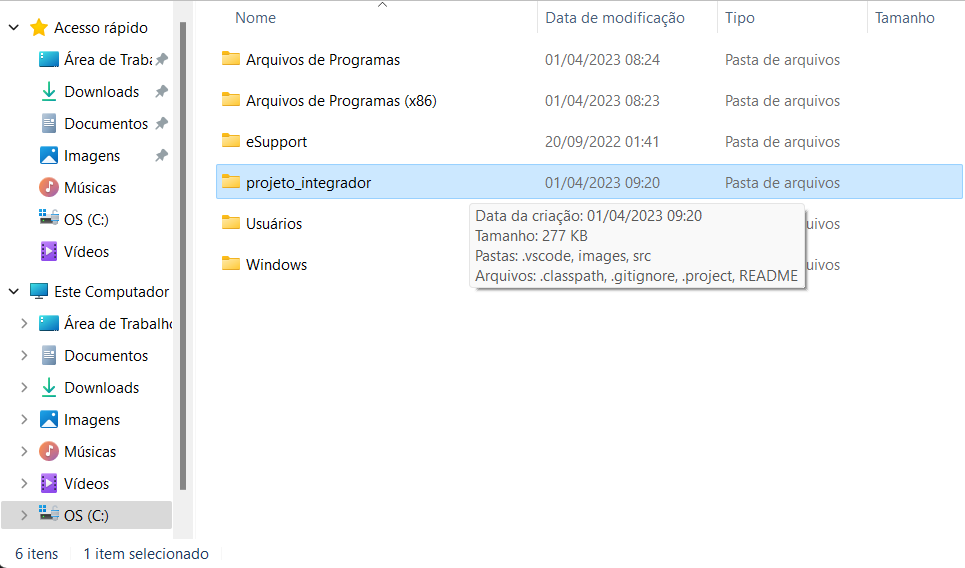 Nome Data de modificação Tipo Tamanho
Acesso rápido
Área de Traba
Downloads
Documentos
Imagens
Músicas
OS (C:)
Vídeos
Este Computador
Área de Trabalho
Documentos
Downloads
Imagens
Músicas
Vídeos
OS (C:)
Arquivos de Programas 01/04/2023 08:24 Pasta de arquivos
Arquivos de Programas (x86) 01/04/2023 08:23 Pasta de arquivos
eSupport 20/09/2022 01:41 Pasta de arquivos
projeto_integrador 01/04/2023 09:20 Pasta de arquivos
Usuários uivos
Windows uivos
Data da criação: 01/04/2023 09:20
Tamanho: 277 KB
Pastas: .vscode, images, src
Arquivos: .classpath, .gitignore, .project, README
6 itens 1 item selecionado